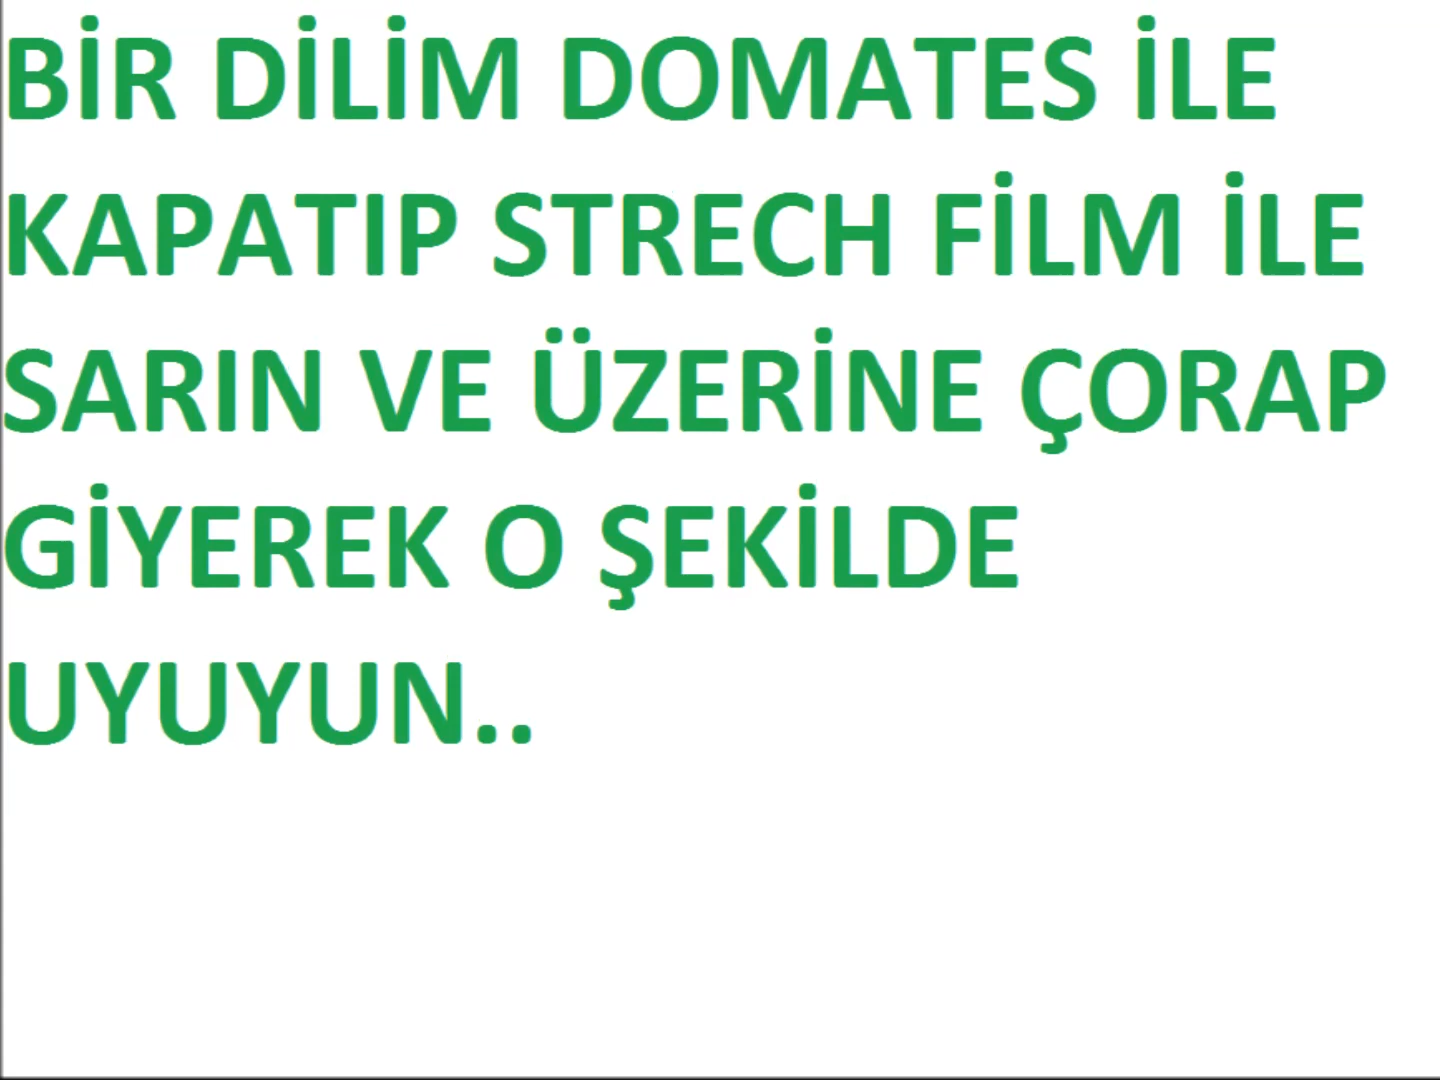 BİR DİLİM DOMATES İLE
KAPATIP STRECH FİLM İLE
SARIN VE ÜZERİNE ÇORAP
GİYEREK O ŞEKİLDE
UYUYUN..